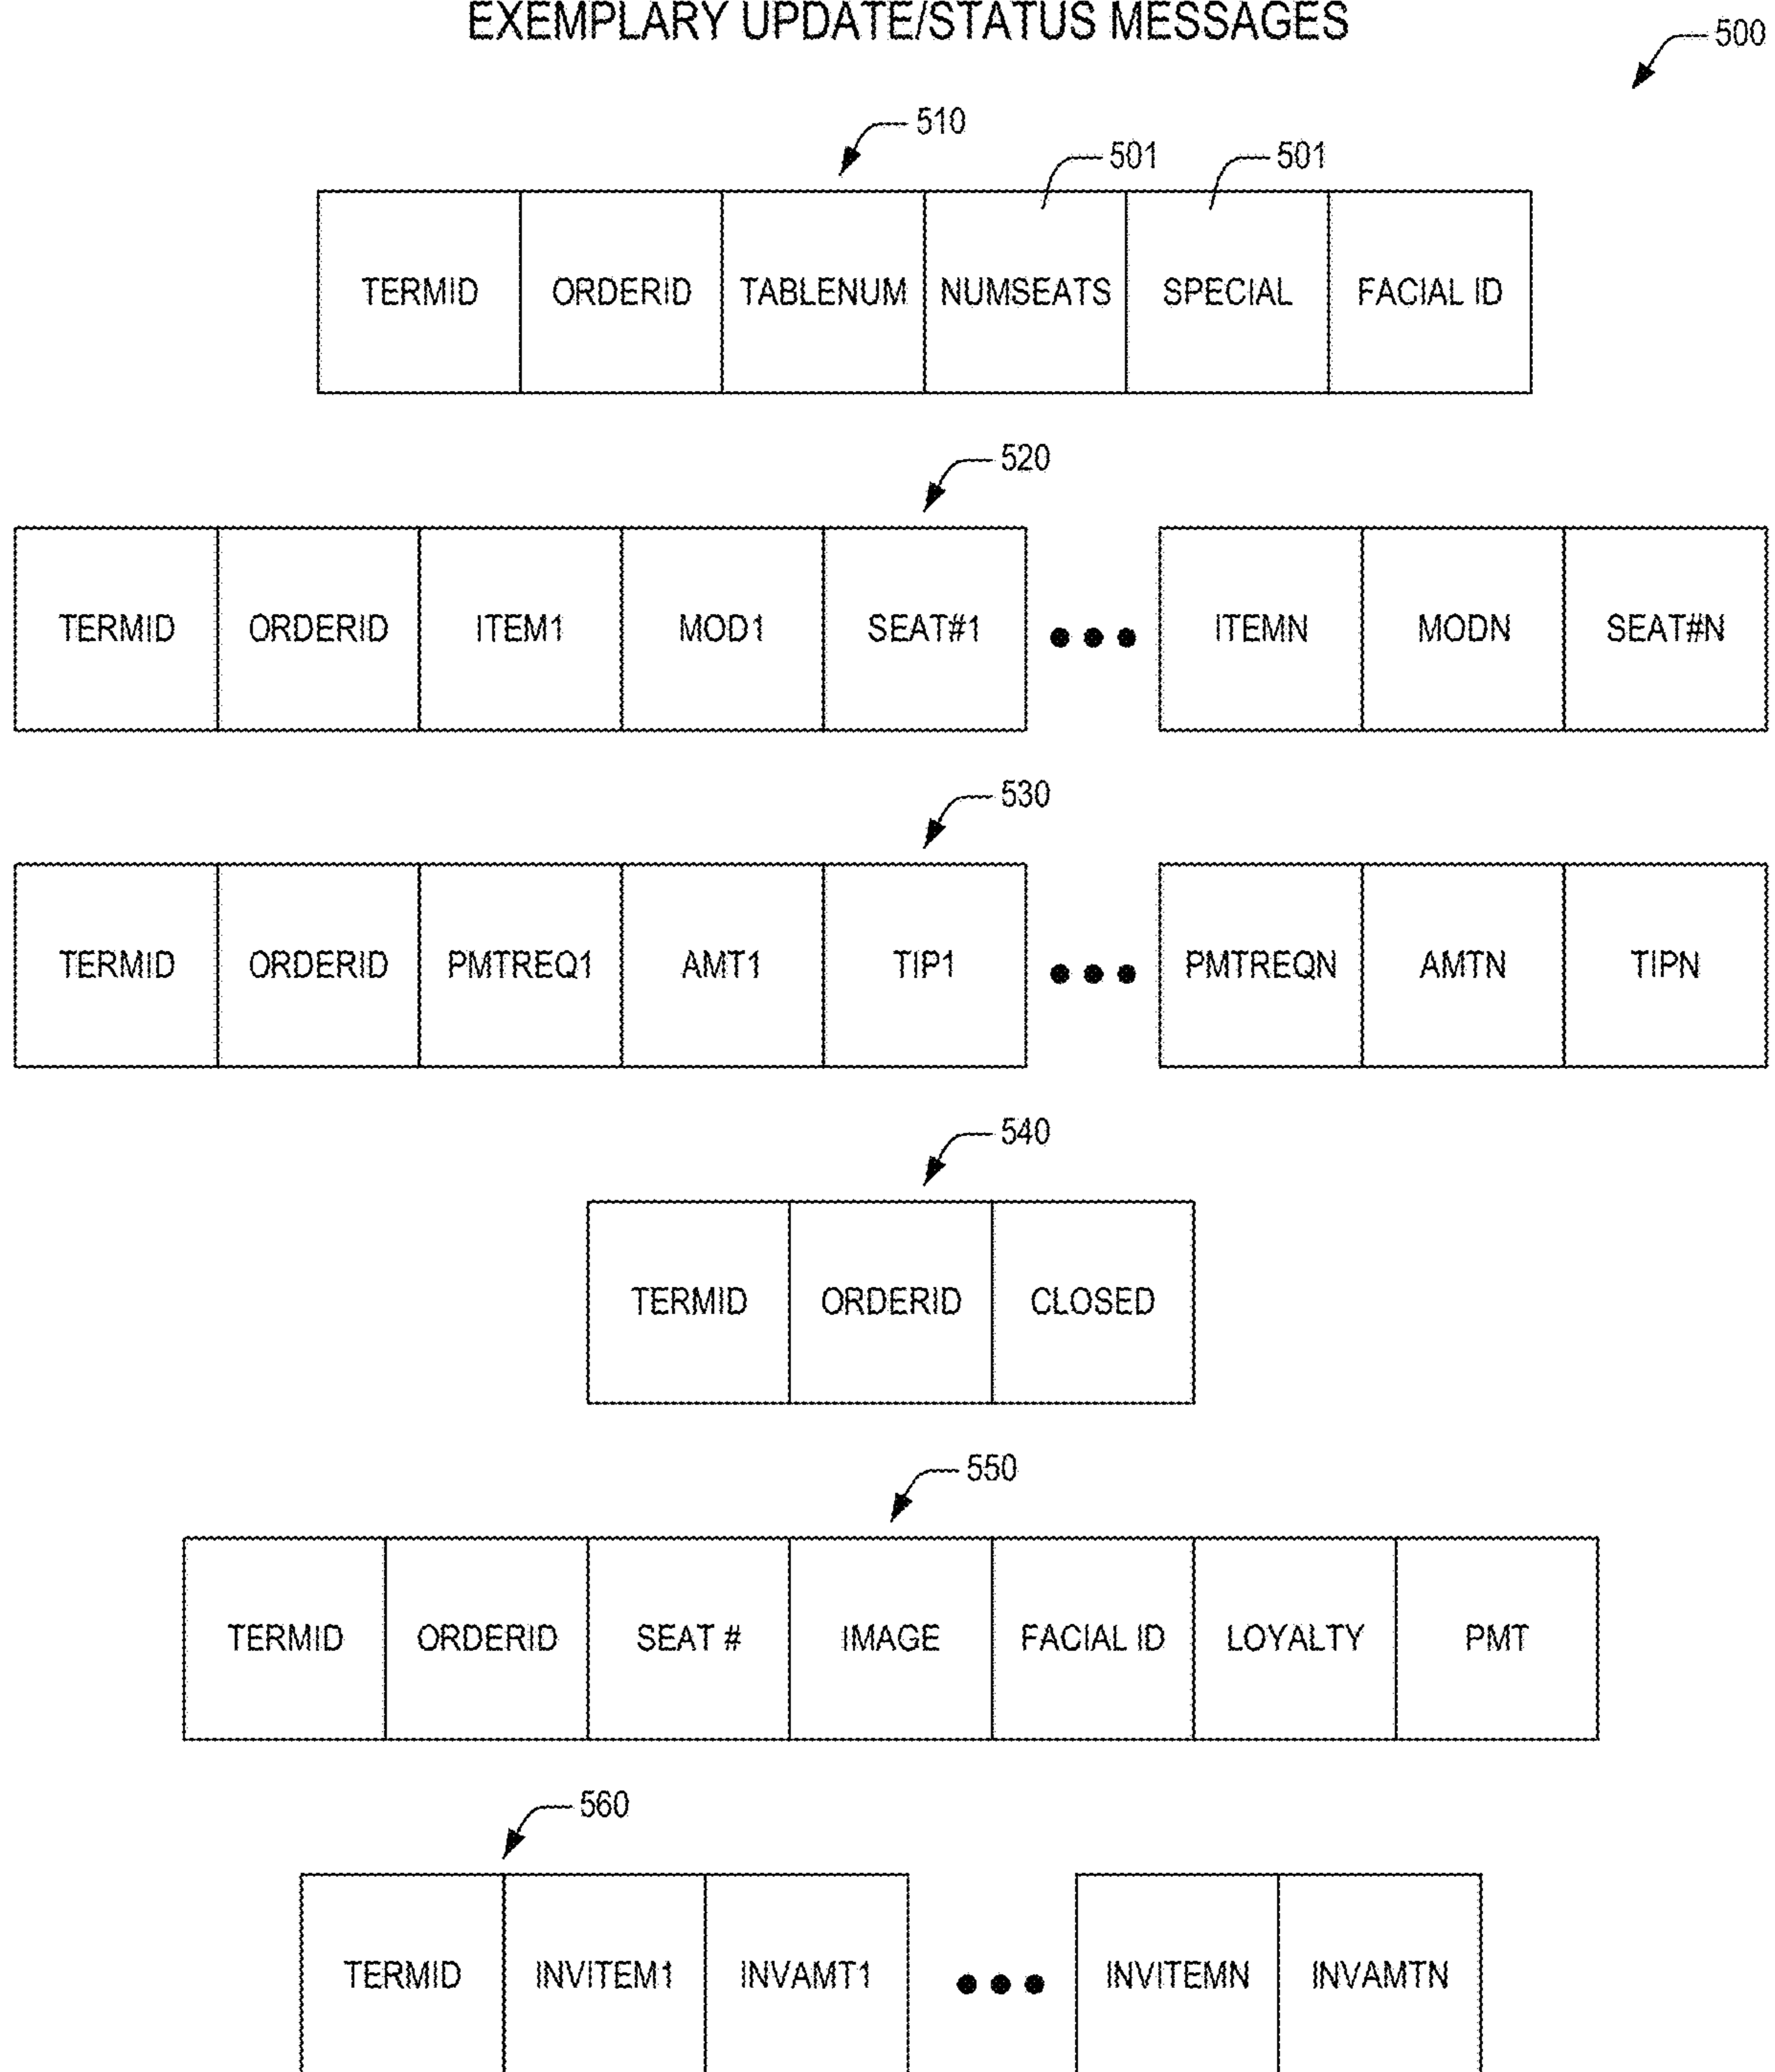 EXEMPLARY UPDATE/STATUS MESSAGES
500
510
501 501
TERMID ORDERID TABLENUM NUMSEATS SPECIAL FACIAL ID
520
TERMID ORDERID ITEM1 MOD1 SEAT#1 ●●● ITEMN MODN SEAT#N
530
TERMID ORDERID PMTREQ1 AMT1 TIP1 ●●● PMTREQN AMTN TIPN
540
TERMID ORDERID CLOSED
550
TERMID ORDERID SEAT # IMAGE FACIAL ID LOYALTY PMT
560
TERMID INVITEM1 INVAMT1 ●●● INVITEMN INVAMTN